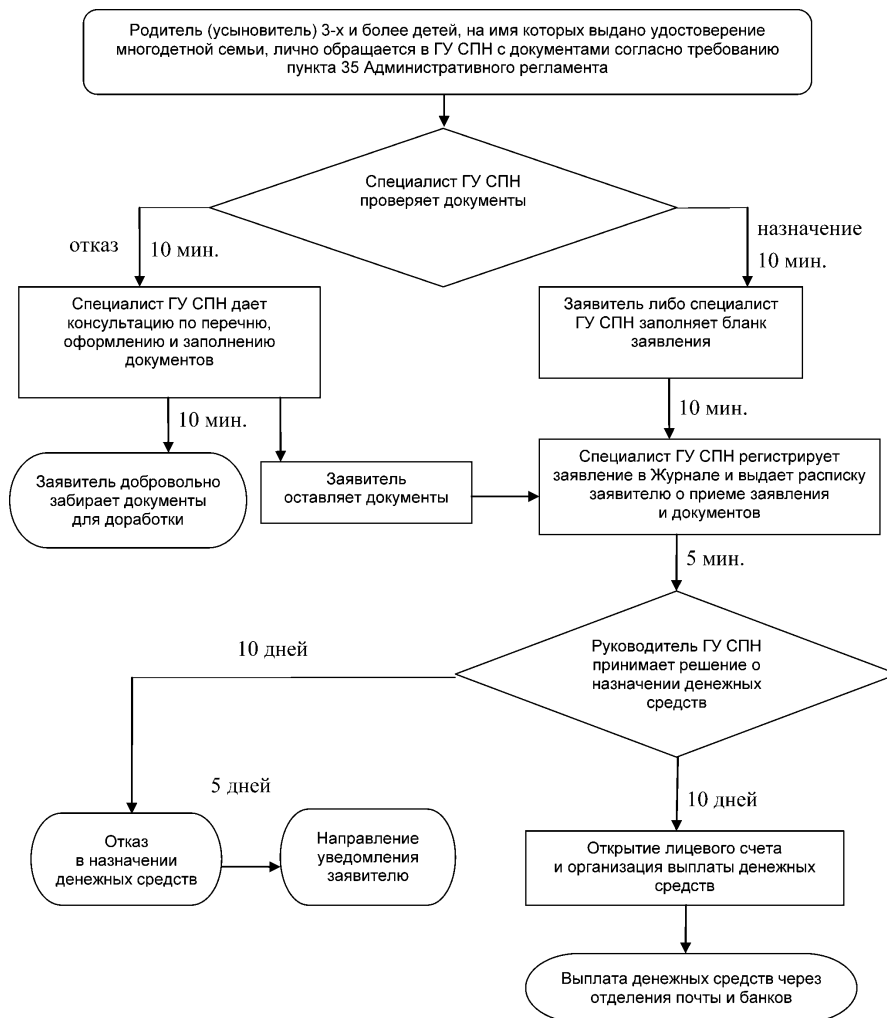 Родитель (усыновитель) 3-х и более детей, на имя которых выдано удостоверение
многодетной семьи, лично обращается в ГУ СПН с документами согласно требованию
пункта 35 Административного регламента
Специалист ГУ СПН
проверяет документы
отказ
10 мин.
назначение
10 мин.
Специалист ГУ СПН дает
консультацию по перечню,
оформлению и заполнению
документов
Заявитель либо специалист
ГУ СПН заполняет бланк
заявления
10 мин.
10 мин.
Заявитель добровольно
забирает документы
для доработки
Заявитель
оставляет документы
Специалист ГУ СПН регистрирует
заявление в Журнале и выдает расписку
заявителю о приеме заявления
и документов
5 мин.
10 дней
Руководитель ГУ СПН
принимает решение о
назначении денежных
средств
5 дней
10 дней
Отказ
в назначении
денежных средств
Направление
уведомления
заявителю
Открытие лицевого счета
и организация выплаты денежных
средств
Выплата денежных средств через
отделения почты и банков